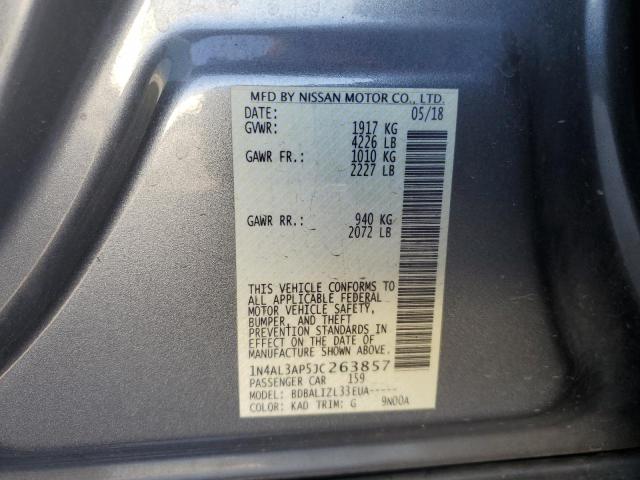 MFD BY NISSAN MOTOR CO., LTD.
DATE: 05/18
GVWR: 1917 KG
4226 LB
GAWR FR.: 1010 KG
2227 LB
GAWR RR.: 940 KG
2072 LB
THIS VEHICLE CONFORMS TO
ALL APPLICABLE FEDERAL
MOTOR VEHICLE SAFETY,
BUMPER, AND THEFT
PREVENTION STANDARDS IN
EFFECT ON THE DATE OF
MANUFACTURE SHOWN ABOVE.
1N4AL3AP5JC263857
PASSENGER CAR 159
MODEL: BDBALIZL33EUA-----
COLOR: KAD TRIM: G 9N00A